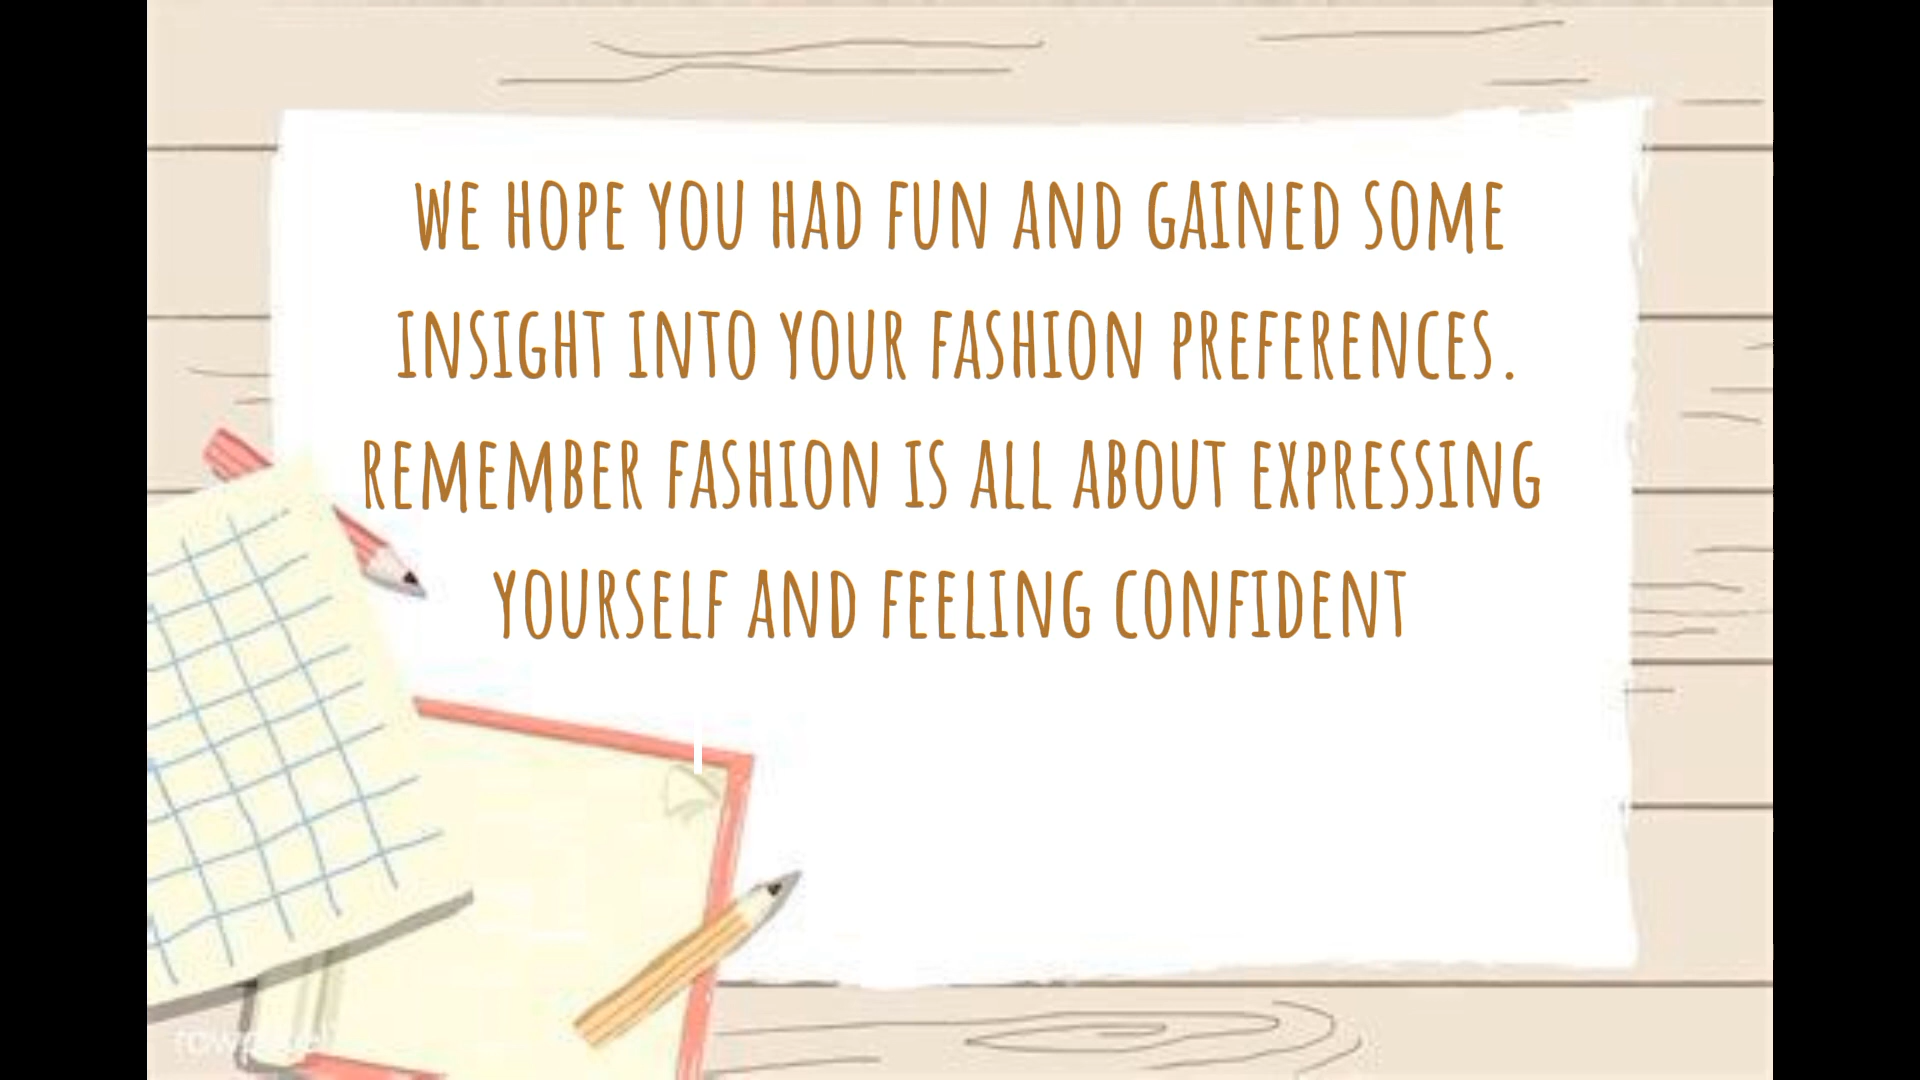 WE HOPE YOU HAD FUN AND GAINED SOME
INSIGHT INTO YOUR FASHION PREFERENCES.
REMEMBER FASHION IS ALL ABOUT EXPRESSING
YOURSELF AND FEELING CONFIDENT